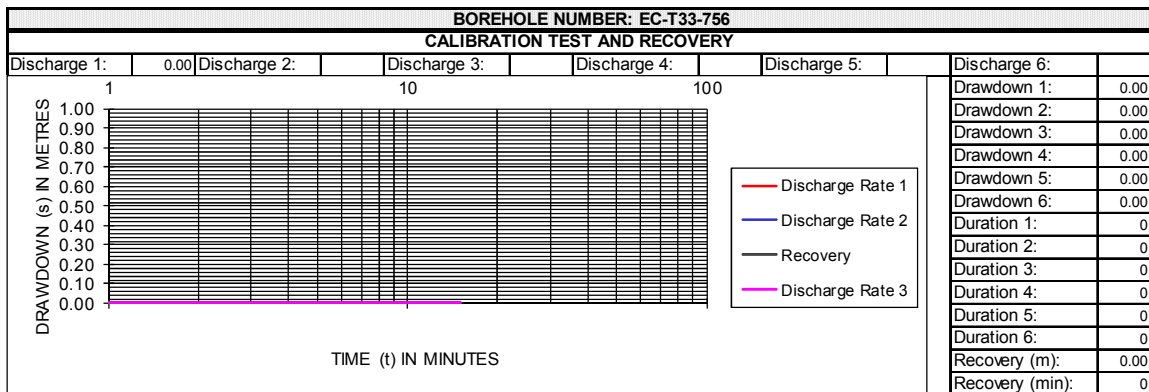 BOREHOLE NUMBER: EC-T33-756
CALIBRATION TEST AND RECOVERY
Discharge 1: 0.00 Discharge 2: Discharge 3: Discharge 4: Discharge 5: Discharge 6:
1 10 100
DRAWDOWN (s) IN METRES
1.00
0.90
0.80
0.70
0.60
0.50
0.40
0.30
0.20
0.10
0.00
TIME (t) IN MINUTES
Discharge Rate 1
Discharge Rate 2
Recovery
Discharge Rate 3
Drawdown 1: 0.00
Drawdown 2: 0.00
Drawdown 3: 0.00
Drawdown 4: 0.00
Drawdown 5: 0.00
Drawdown 6: 0.00
Duration 1: 0
Duration 2: 0
Duration 3: 0
Duration 4: 0
Duration 5: 0
Duration 6: 0
Recovery (m): 0.00
Recovery (min): 0